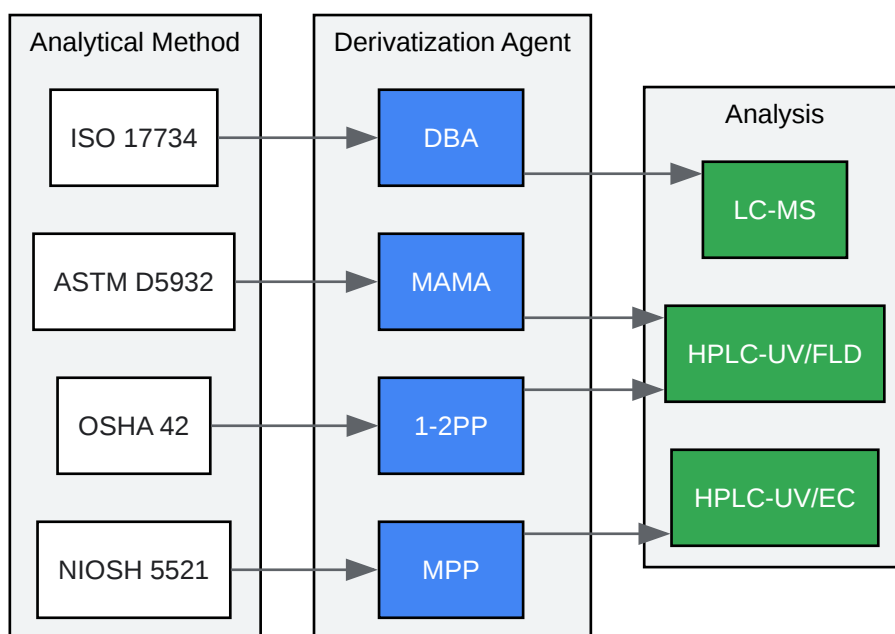 Analytical Method
ISO 17734
ASTM D5932
OSHA 42
NIOSH 5521
Derivatization Agent
DBA
MAMA
1-2PP
MPP
Analysis
LC-MS
HPLC-UV/FLD
HPLC-UV/EC